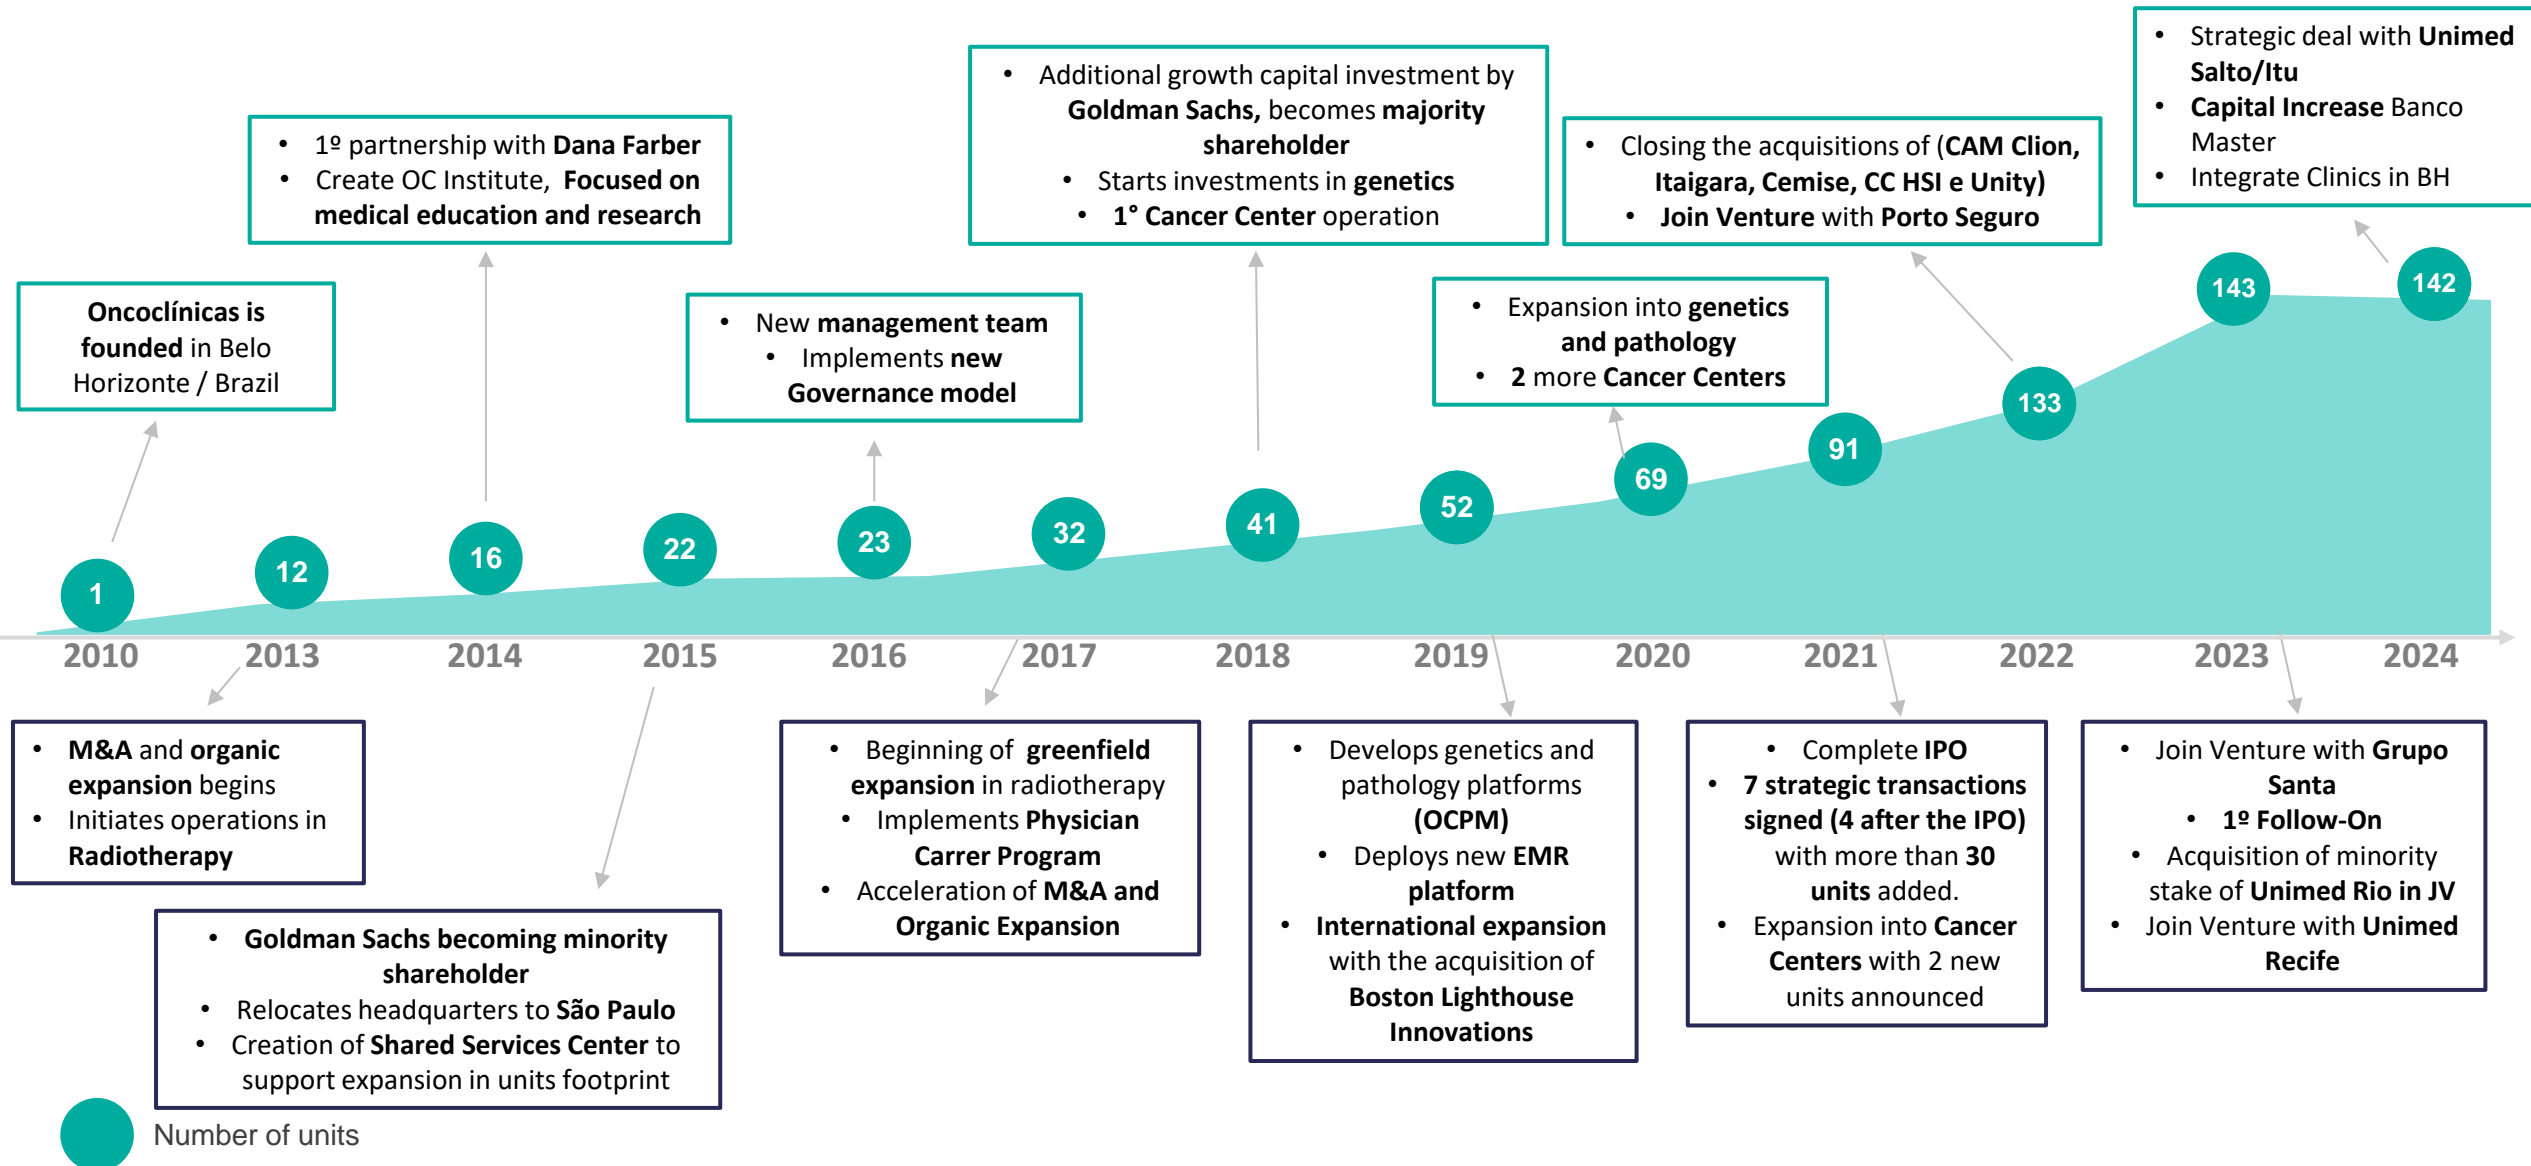 Oncoclínicas is
founded in Belo
Horizonte / Brazil
• 1º partnership with Dana Farber
• Create OC Institute, Focused on
medical education and research
• New management team
• Implements new
Governance model
• Additional growth capital investment by
Goldman Sachs, becomes majority
shareholder
• Starts investments in genetics
• 1° Cancer Center operation
• Expansion into genetics
and pathology
• 2 more Cancer Centers
• Closing the acquisitions of (CAM Clion,
Itaigara, Cemise, CC HSI e Unity)
• Join Venture with Porto Seguro
• Strategic deal with Unimed
Salto/Itu
• Capital Increase Banco
Master
• Integrate Clinics in BH
1
12
16
22
23
32
41
52
69
91
133
143
142
2010
2013
2014
2015
2016
2017
2018
2019
2020
2021
2022
2023
2024
• M&A and organic
expansion begins
• Initiates operations in
Radiotherapy
• Goldman Sachs becoming minority
shareholder
• Relocates headquarters to São Paulo
• Creation of Shared Services Center to
support expansion in units footprint
• Beginning of greenfield
expansion in radiotherapy
• Implements Physician
Carrer Program
• Acceleration of M&A and
Organic Expansion
• Develops genetics and
pathology platforms
(OCPM)
• Deploys new EMR
platform
• International expansion
with the acquisition of
Boston Lighthouse
Innovations
• Complete IPO
• 7 strategic transactions
signed (4 after the IPO)
with more than 30
units added.
• Expansion into Cancer
Centers with 2 new
units announced
• Join Venture with Grupo
Santa
• 1º Follow-On
• Acquisition of minority
stake of Unimed Rio in JV
• Join Venture with Unimed
Recife
Number of units